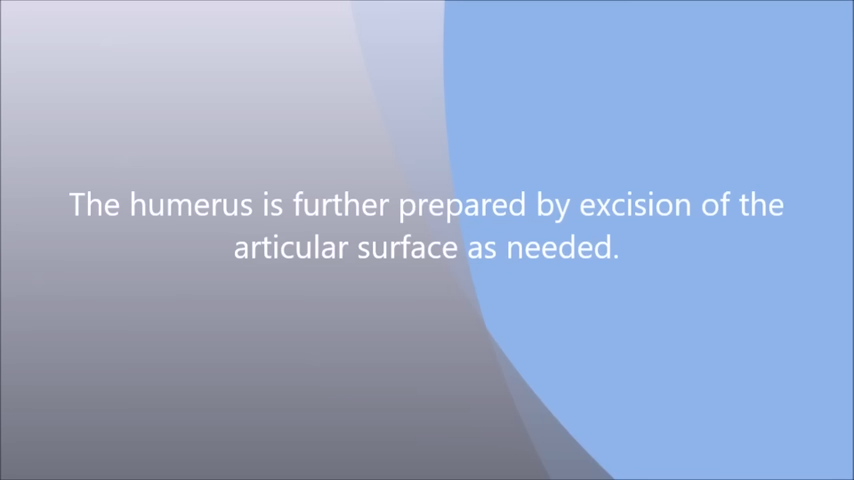 The humerus is further prepared by excision of the
articular surface as needed.